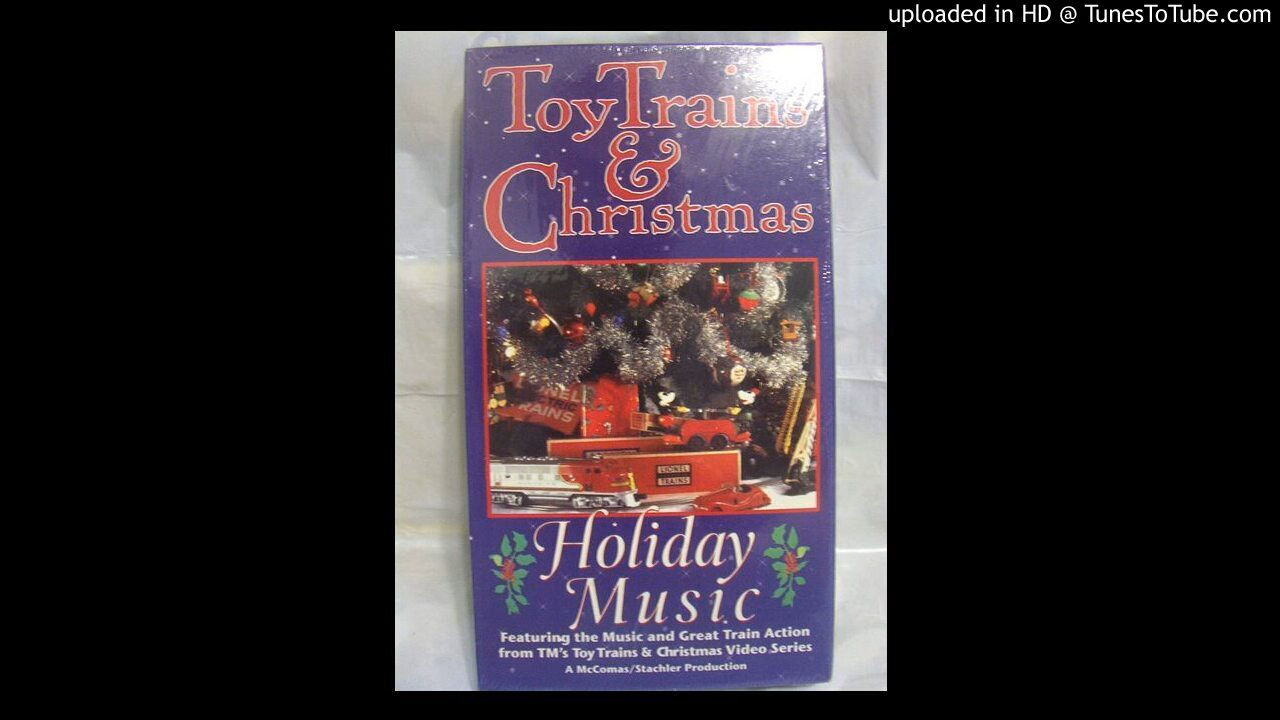 uploaded in HD @ TunesToTube.com
Toy Trains
&
Christmas
LIONEL
TRAINS
LIONEL
TRAINS
Holiday
Music
Featuring the Music and Great Train Action
from TM's Toy Trains & Christmas Video Series
A McComas/Stachler Production